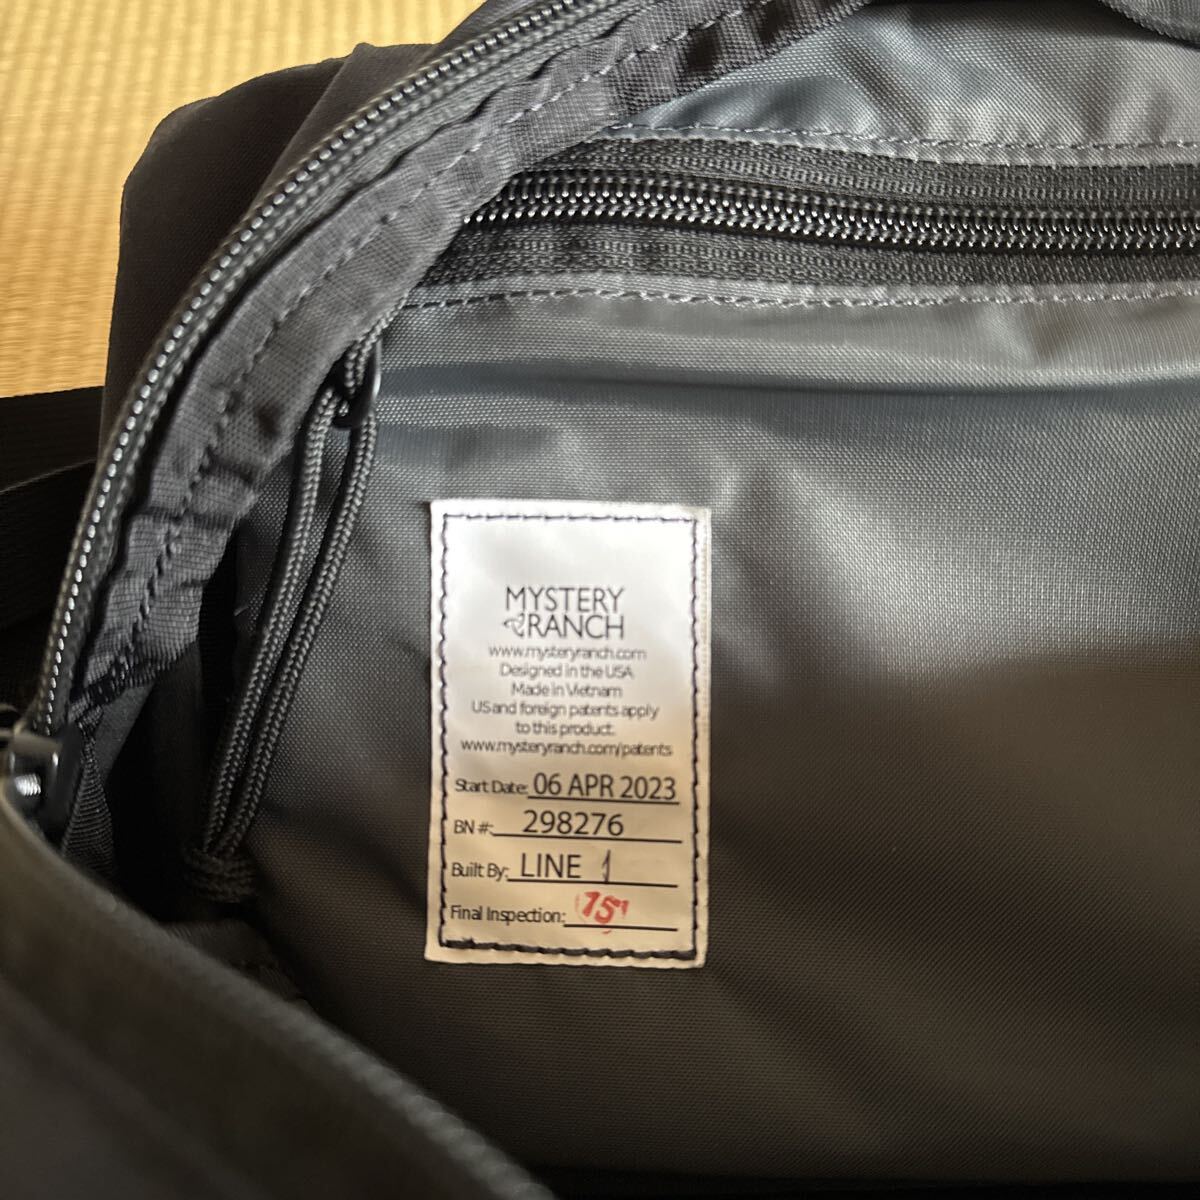 MYSTERY
RANCH
www.mysteryranch.com
Designed in the USA
Made in Vietnam
US and foreign patents apply
to this product.
www.mysteryranch.com/patents
Start Date: 06 APR 2023
BN #: 298276
Built By: LINE 1
Final Inspection: 15